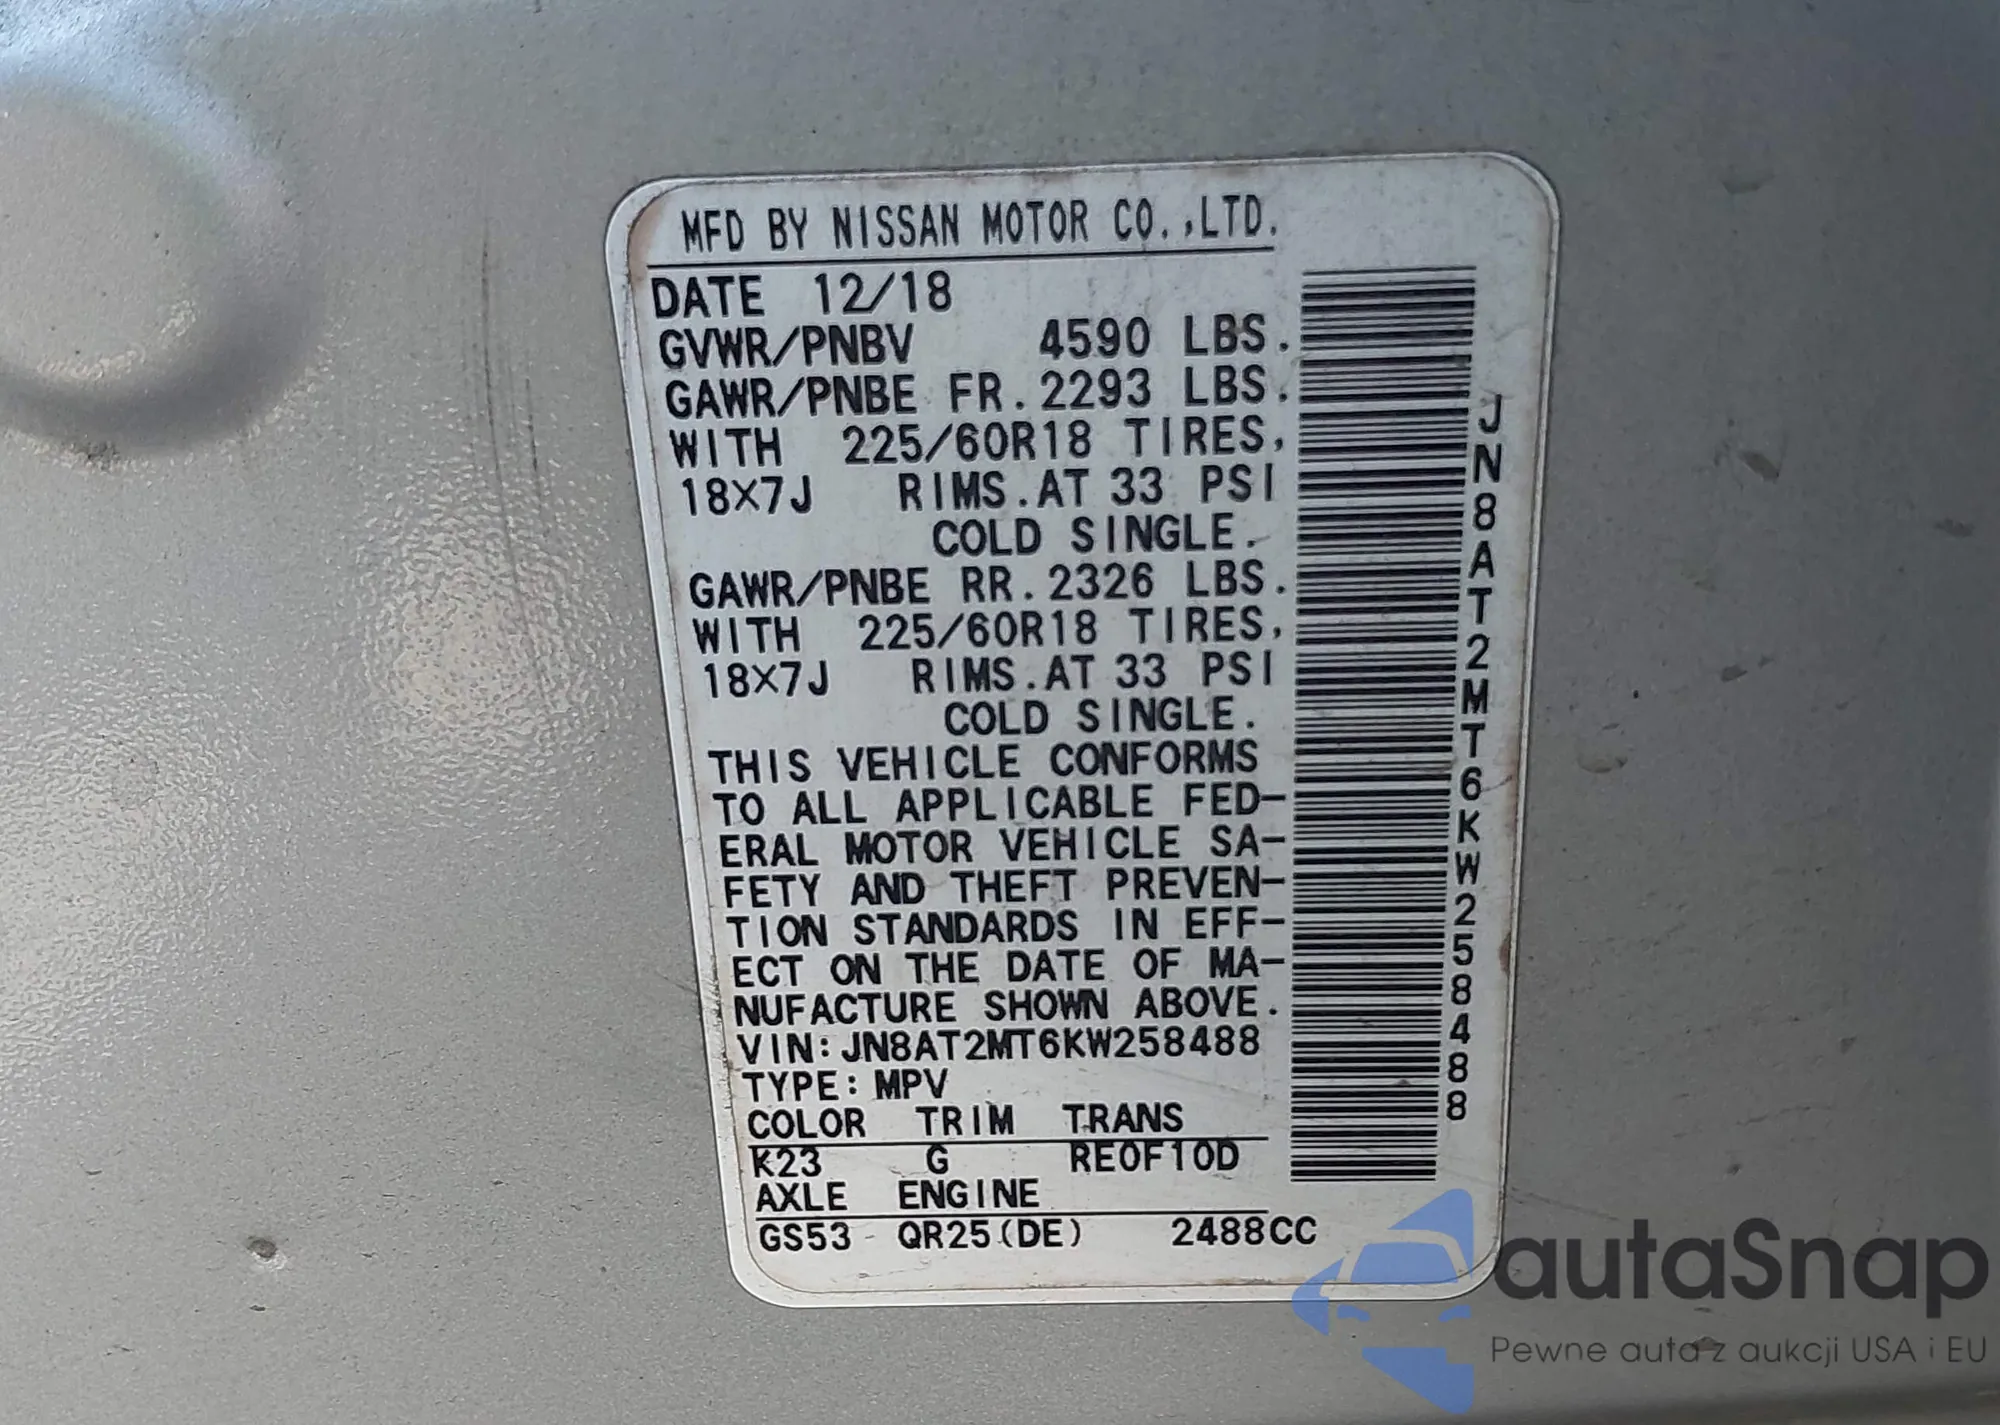 MFD BY NISSAN MOTOR CO.,LTD.
DATE 12/18
GVWR/PNBV 4590 LBS.
GAWR/PNBE FR.2293 LBS.
WITH 225/60R18 TIRES,
18X7J RIMS.AT 33 PSI
COLD SINGLE.
GAWR/PNBE RR.2326 LBS.
WITH 225/60R18 TIRES,
18X7J RIMS.AT 33 PSI
COLD SINGLE.
THIS VEHICLE CONFORMS
TO ALL APPLICABLE FED-
ERAL MOTOR VEHICLE SA-
FETY AND THEFT PREVEN-
TION STANDARDS IN EFF-
ECT ON THE DATE OF MA-
NUFACTURE SHOWN ABOVE.
VIN:JN8AT2MT6KW258488
TYPE:MPV
COLOR TRIM TRANS
K23 G RE0F10D
AXLE ENGINE
GS53 - QR25(DE) 2488CC
JN8AT2MT6KW258488
autaSnap
Pewne auta z aukcji USA i EU